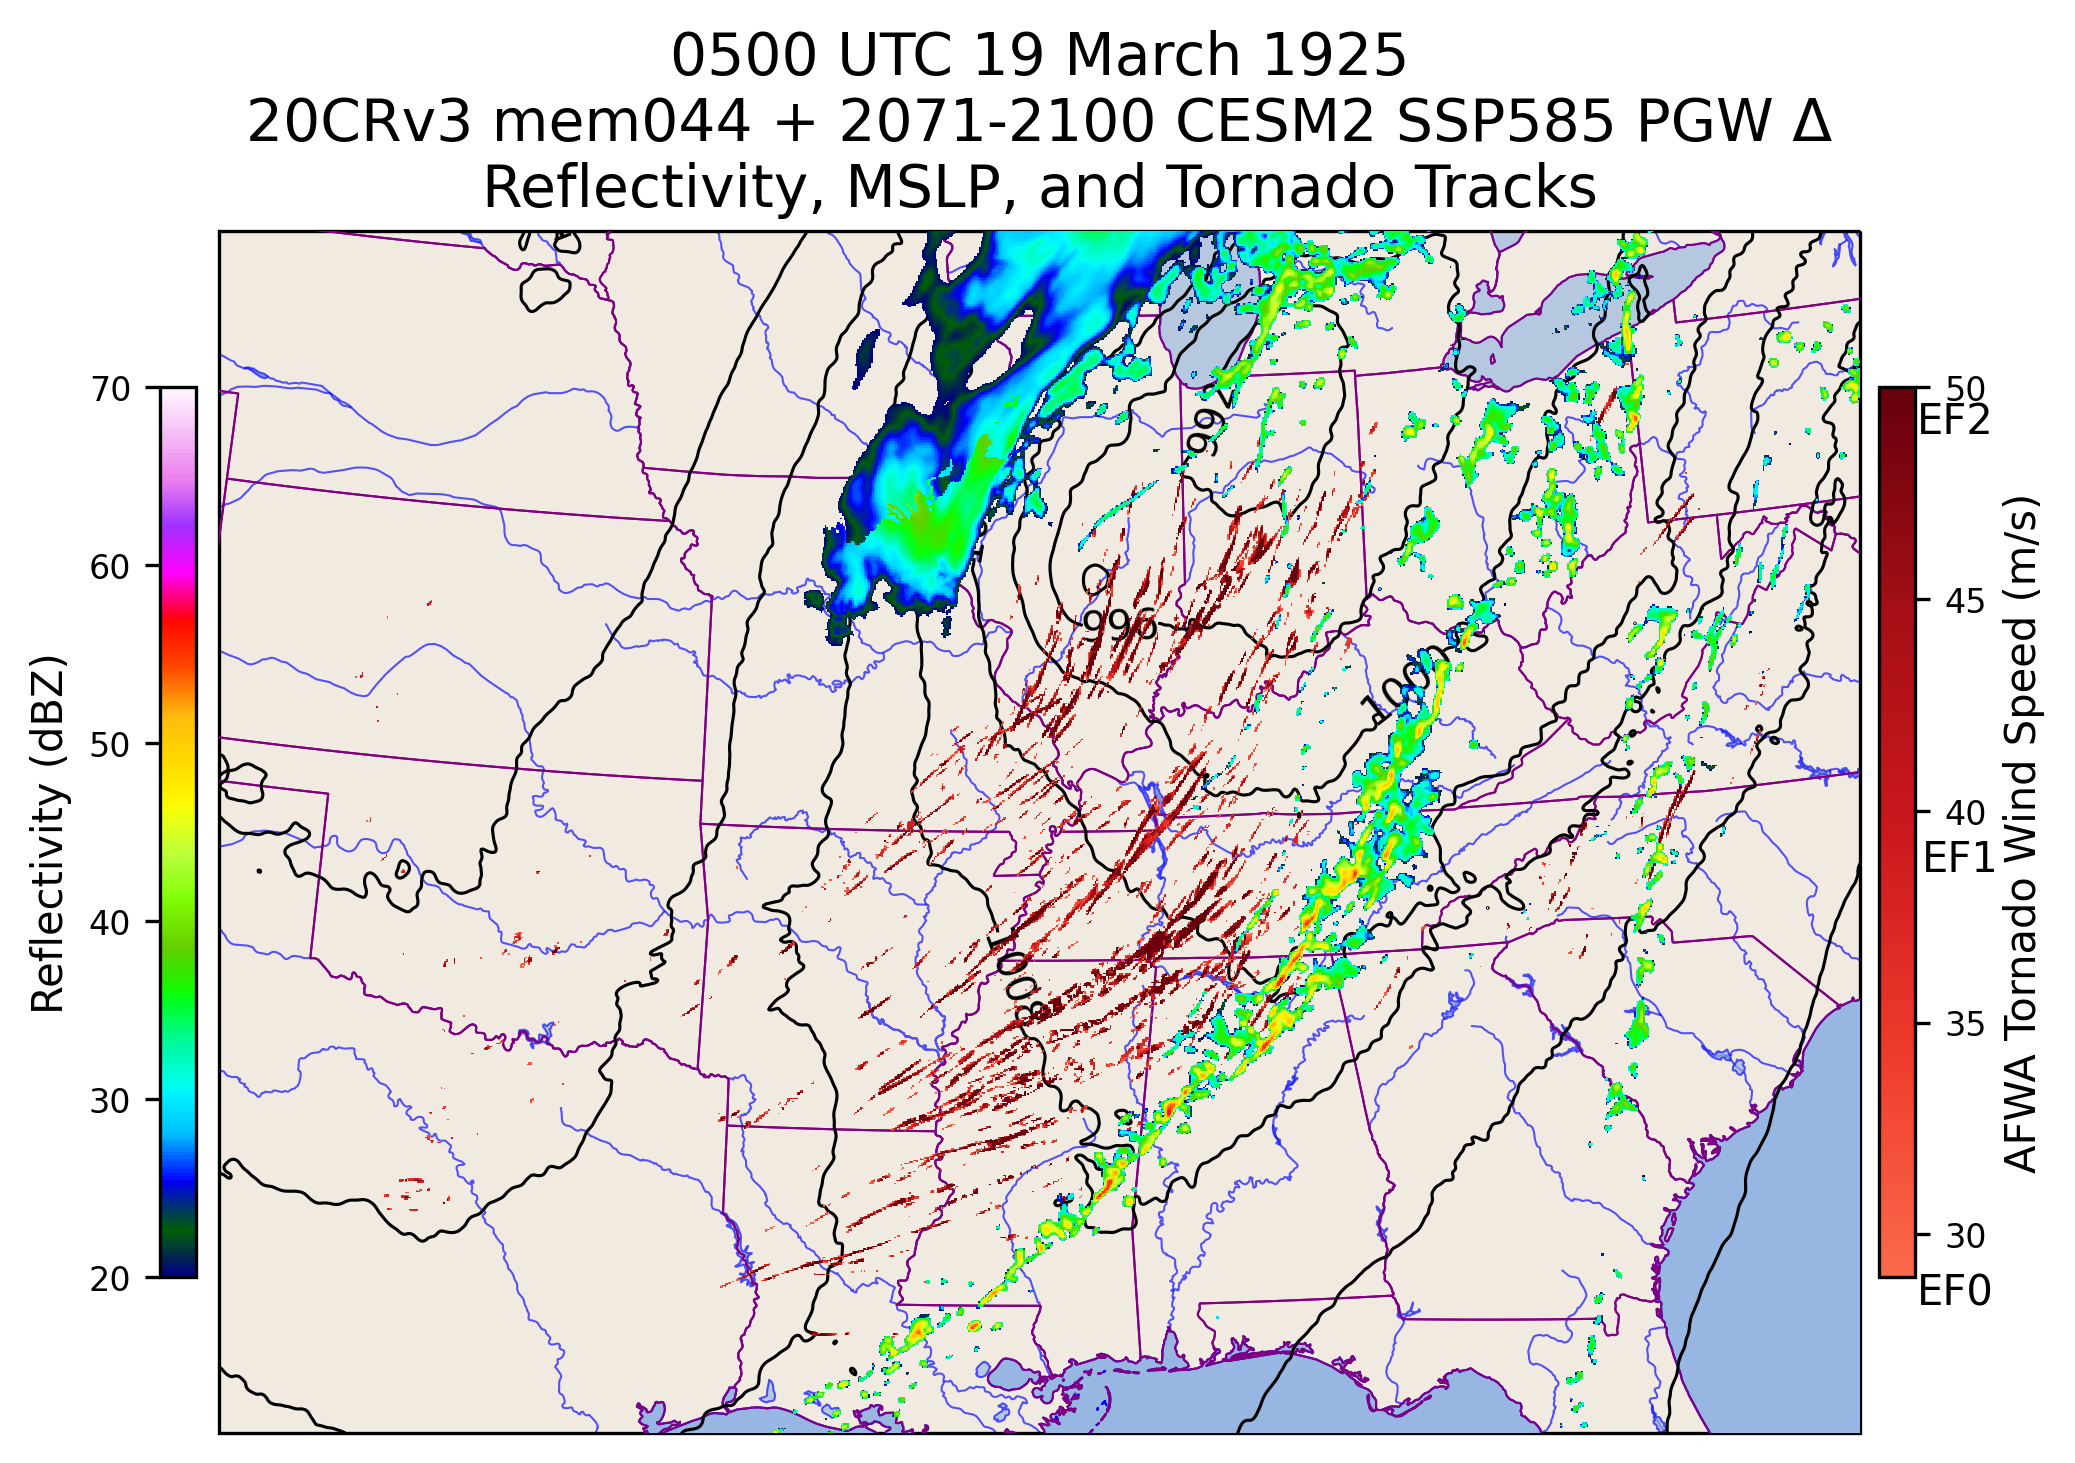 0500 UTC 19 March 1925
20CRv3 mem044 + 2071-2100 CESM2 SSP585 PGW Δ
Reflectivity, MSLP, and Tornado Tracks
Reflectivity (dBZ)
70
60
50
40
30
20
992
996
1000
1008
50
EF2
45
40
EF1
35
30
EF0
AFWA Tornado Wind Speed (m/s)